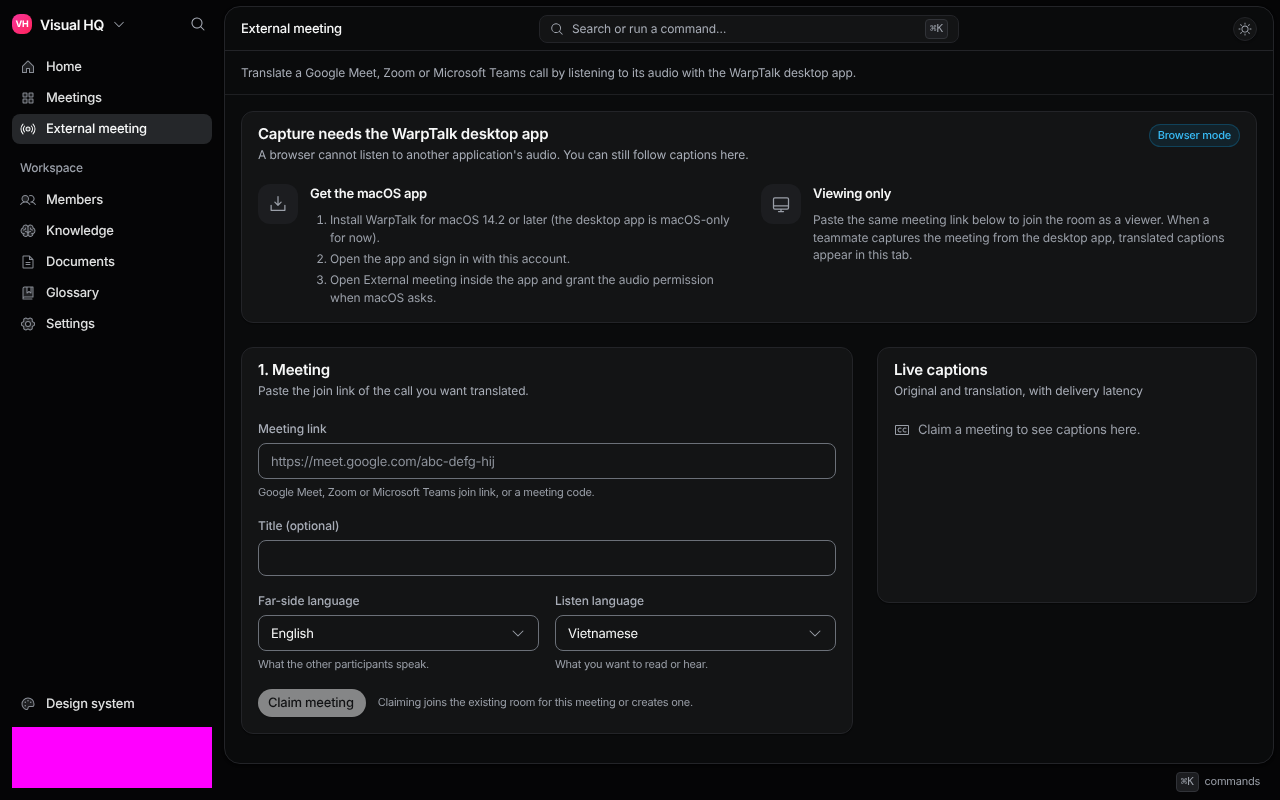 VH Visual HQ
Home
Meetings
External meeting
Workspace
Members
Knowledge
Documents
Glossary
Settings
Design system
External meeting
Search or run a command...
⌘K
Translate a Google Meet, Zoom or Microsoft Teams call by listening to its audio with the WarpTalk desktop app.
Capture needs the WarpTalk desktop app
Browser mode
A browser cannot listen to another application's audio. You can still follow captions here.
Get the macOS app
1. Install WarpTalk for macOS 14.2 or later (the desktop app is macOS-only
for now).
2. Open the app and sign in with this account.
3. Open External meeting inside the app and grant the audio permission
when macOS asks.
Viewing only
Paste the same meeting link below to join the room as a viewer. When a
teammate captures the meeting from the desktop app, translated captions
appear in this tab.
1. Meeting
Paste the join link of the call you want translated.
Meeting link
https://meet.google.com/abc-defg-hij
Google Meet, Zoom or Microsoft Teams join link, or a meeting code.
Title (optional)
Far-side language
English
What the other participants speak.
Listen language
Vietnamese
What you want to read or hear.
Claim meeting
Claiming joins the existing room for this meeting or creates one.
Live captions
Original and translation, with delivery latency
CC Claim a meeting to see captions here.
⌘K commands